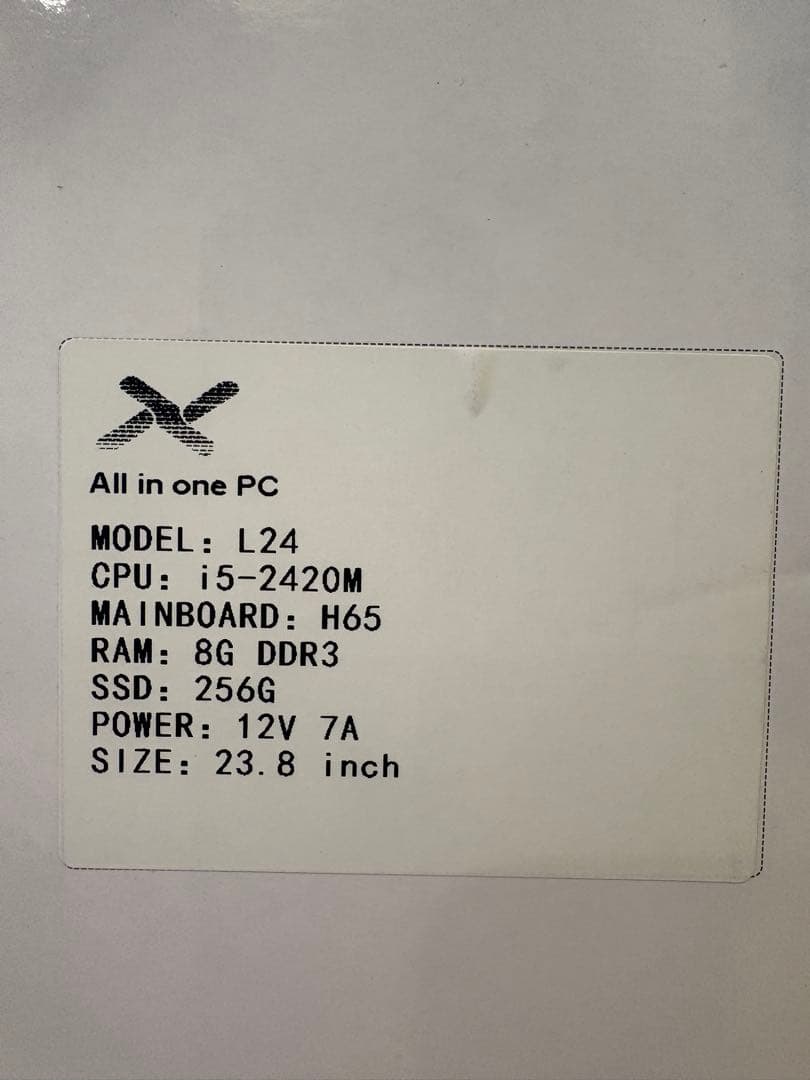 All in one PC
MODEL: L24
CPU: i5-2420M
MAINBOARD: H65
RAM: 8G DDR3
SSD: 256G
POWER: 12V 7A
SIZE: 23.8 inch